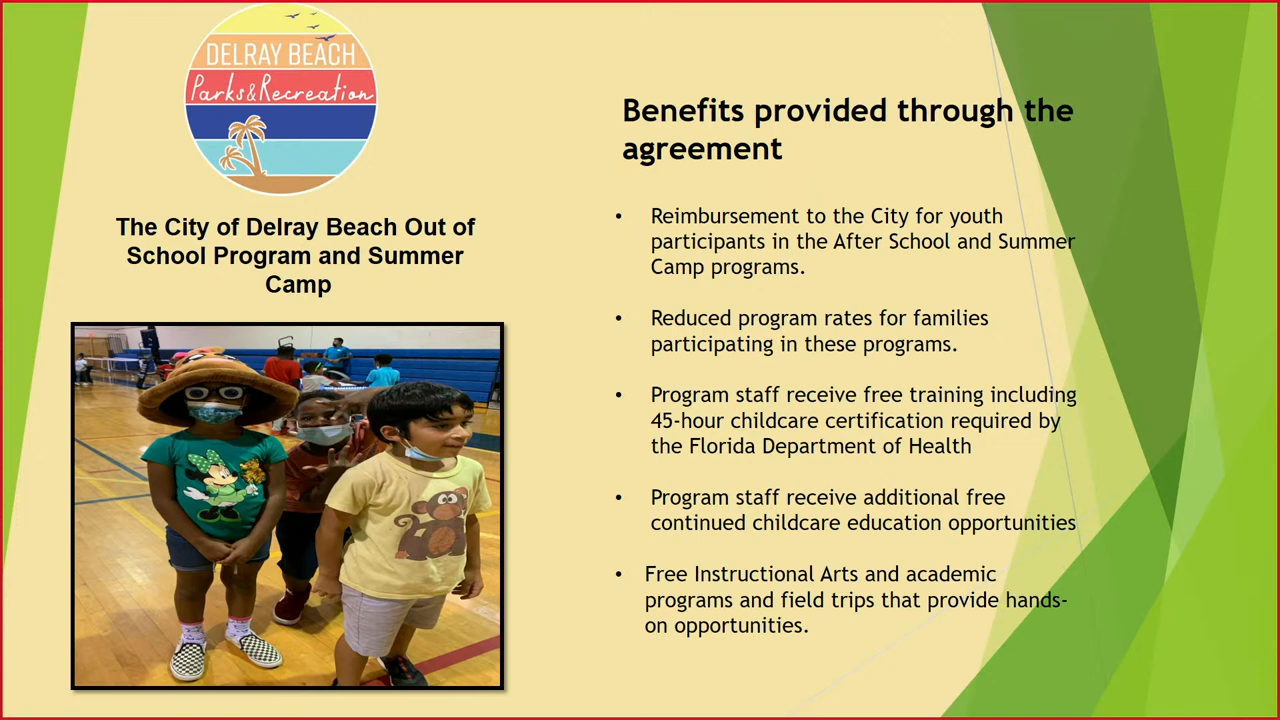 DELRAY BEACH
Parks&Recreation
The City of Delray Beach Out of
School Program and Summer
Camp
Benefits provided through the
agreement
• Reimbursement to the City for youth
participants in the After School and Summer
Camp programs.
• Reduced program rates for families
participating in these programs.
• Program staff receive free training including
45-hour childcare certification required by
the Florida Department of Health
• Program staff receive additional free
continued childcare education opportunities
• Free Instructional Arts and academic
programs and field trips that provide hands-
on opportunities.